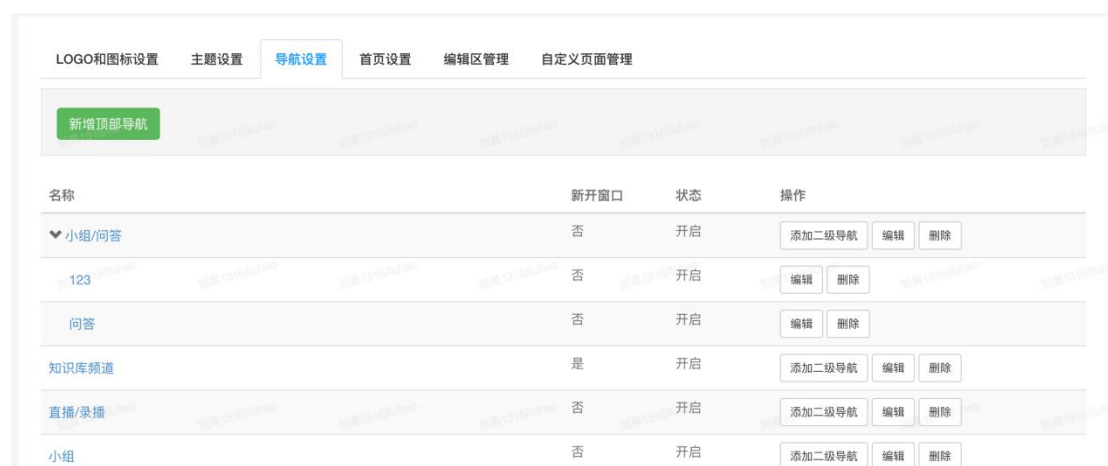 LOGO和图标设置 主题设置 导航设置 首页设置 编辑区管理 自定义页面管理
新增顶部导航
名称 新开窗口 状态 操作
小组/问答 否 开启 添加二级导航 编辑 删除
123 否 开启 编辑 删除
问答 否 开启 编辑 删除
知识库频道 是 开启 添加二级导航 编辑 删除
直播/录播 否 开启 添加二级导航 编辑 删除
小组 否 开启 添加二级导航 编辑 删除